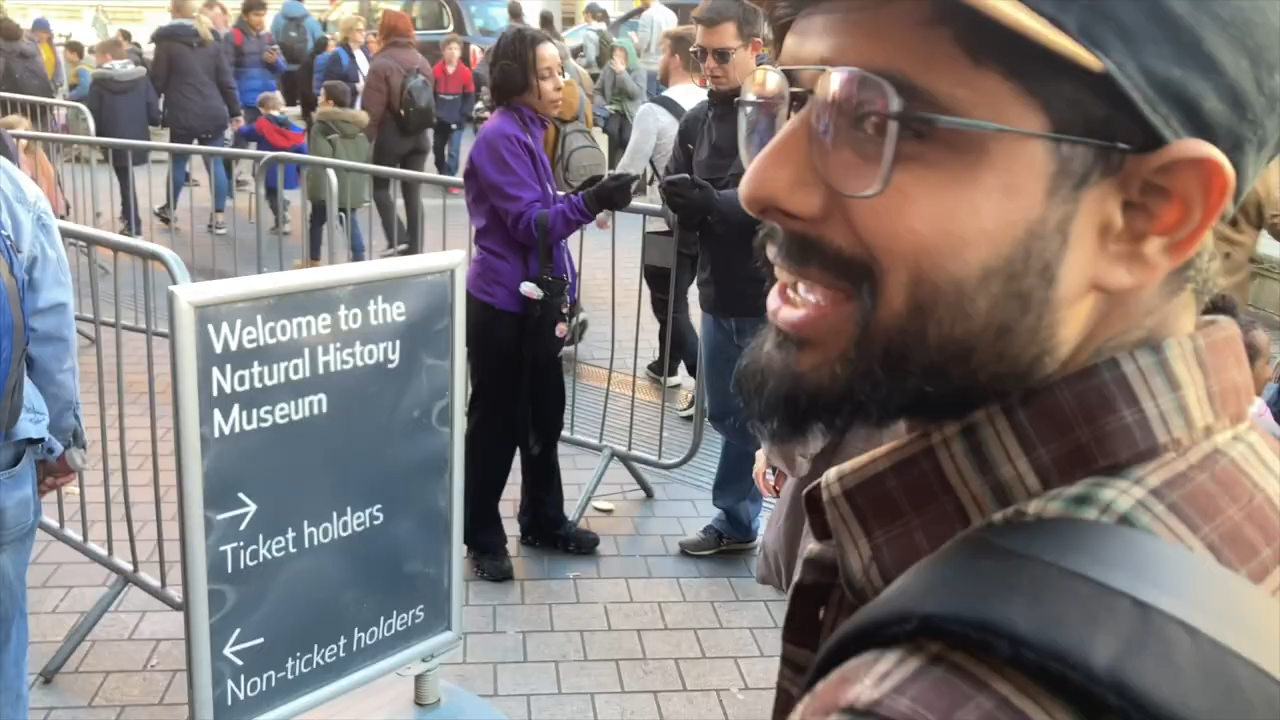 Welcome to the
Natural History
Museum
→
Ticket holders
←
Non-ticket holders